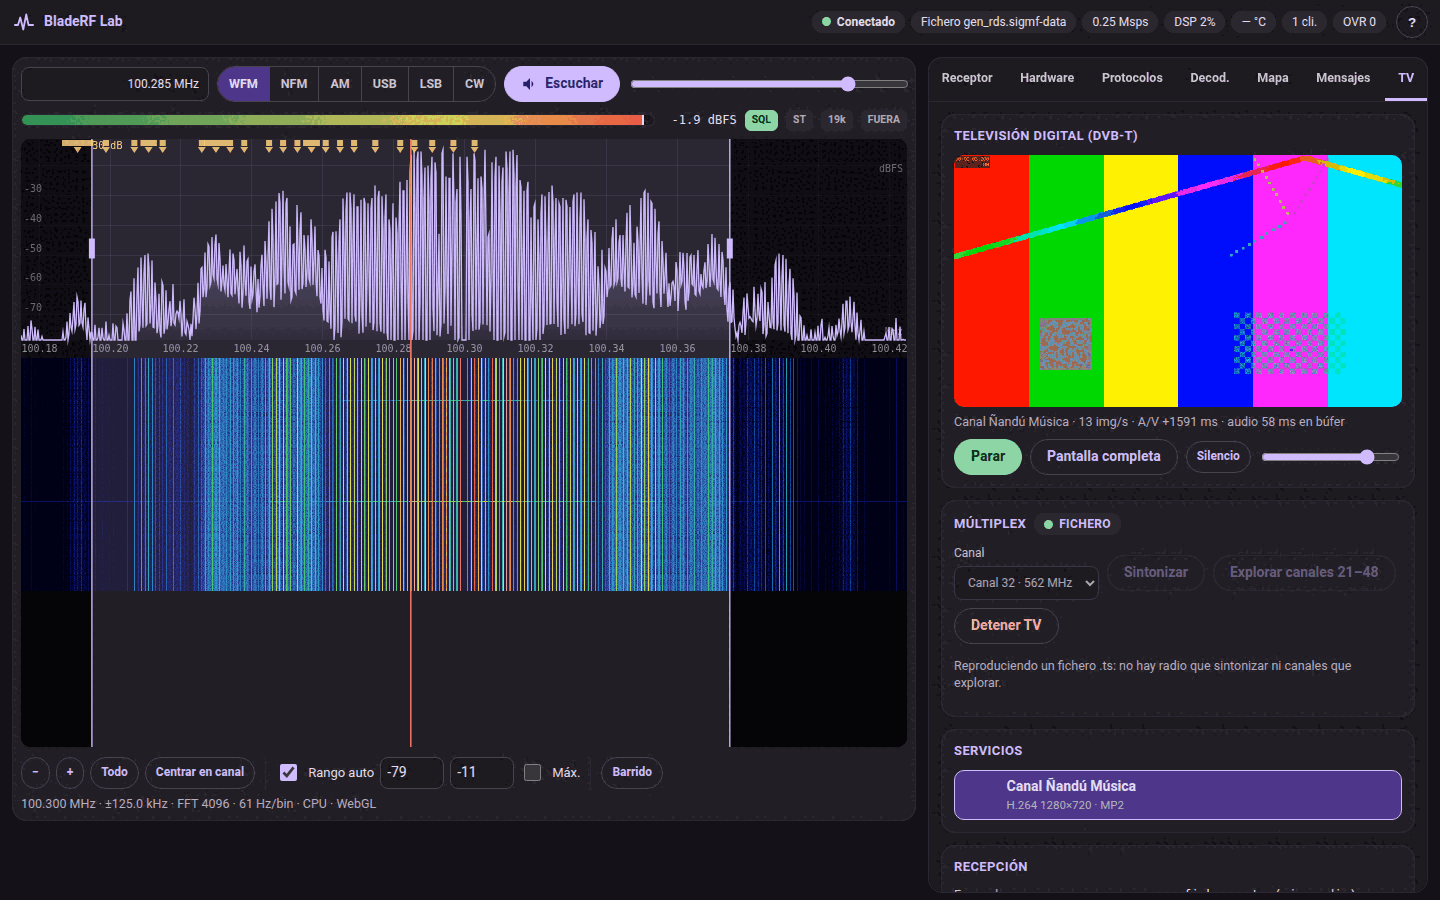 BladeRF Lab
Conectado
Fichero gen_rds.sigmf-data
0.25 Msps
DSP 2%
— °C
1 cli.
OVR 0
?
100.285 MHz
WFM NFM AM USB LSB CW
Escuchar
-1.9 dBFS
SQL ST 19k FUERA
dBFS
-30
-40
-50
-60
-70
100.18 100.20 100.22 100.24 100.26 100.28 100.30 100.32 100.34 100.36 100.38 100.40 100.42
− + Todo Centrar en canal
Rango auto -79 -11 Máx. Barrido
100.300 MHz · ±125.0 kHz · FFT 4096 · 61 Hz/bin · CPU · WebGL
Receptor Hardware Protocolos Decod. Mapa Mensajes TV
TELEVISIÓN DIGITAL (DVB-T)
Canal Ñandú Música · 13 img/s · A/V +1591 ms · audio 58 ms en búfer
Parar Pantalla completa Silencio
MÚLTIPLEX FICHERO
Canal
Canal 32 · 562 MHz Sintonizar Explorar canales 21–48
Detener TV
Reproduciendo un fichero .ts: no hay radio que sintonizar ni canales que
explorar.
SERVICIOS
Canal Ñandú Música
H.264 1280×720 · MP2
RECEPCIÓN